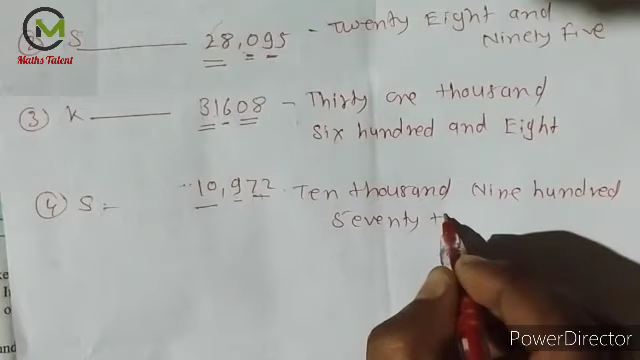 Maths Talent
S 28,095 - Twenty Eight and
Ninety five
③ K 31608 - Thirty one thousand
six hundred and Eight
④ S - 10,972 . Ten thousand Nine hundred
Seventy t
PowerDirector